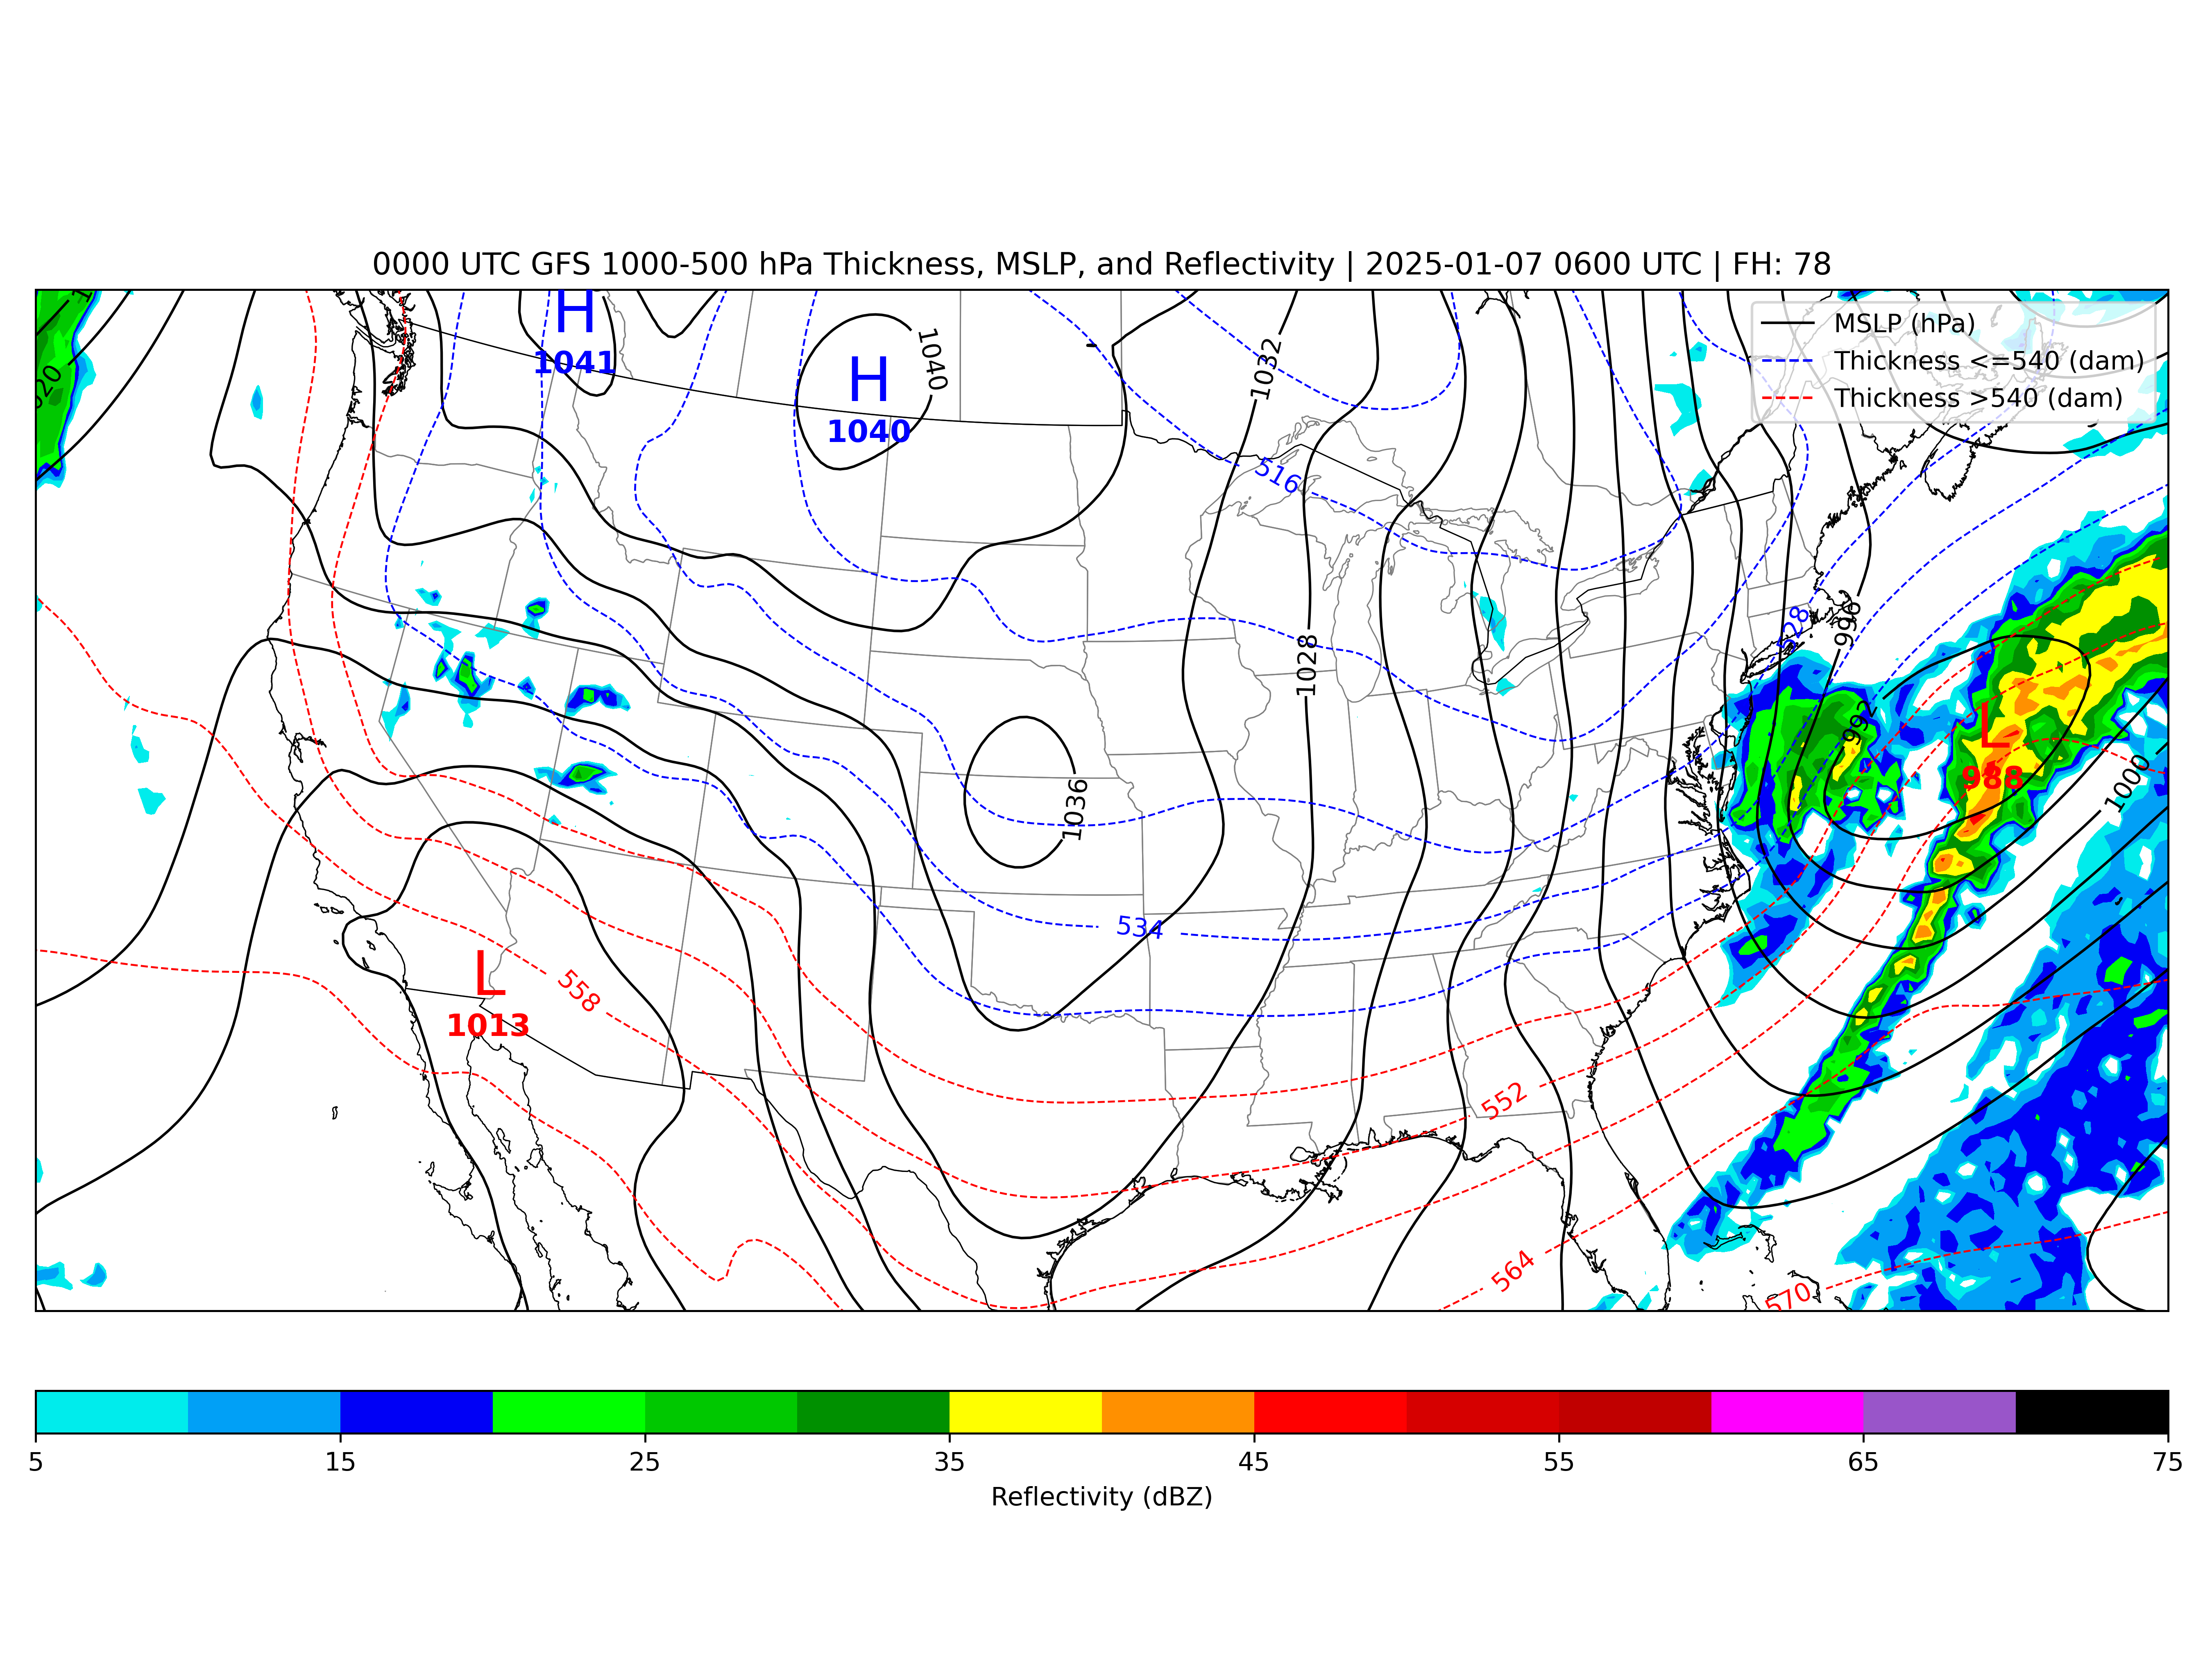 0000 UTC GFS 1000-500 hPa Thickness, MSLP, and Reflectivity | 2025-01-07 0600 UTC | FH: 78
MSLP (hPa)
Thickness <=540 (dam)
Thickness >540 (dam)
H
1041
H
1040
1040
1032
516
528
996
1028
992
L
988
1000
1036
534
L
1013
558
552
564
570
5 15 25 35 45 55 65 75
Reflectivity (dBZ)